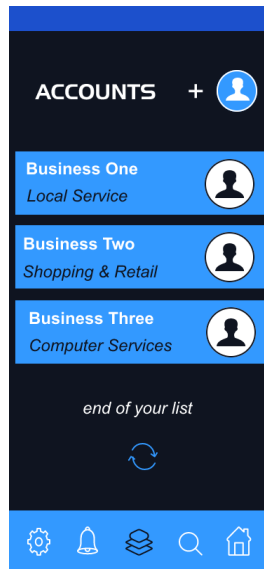 ACCOUNTS +
Business One
Local Service
Business Two
Shopping & Retail
Business Three
Computer Services
end of your list